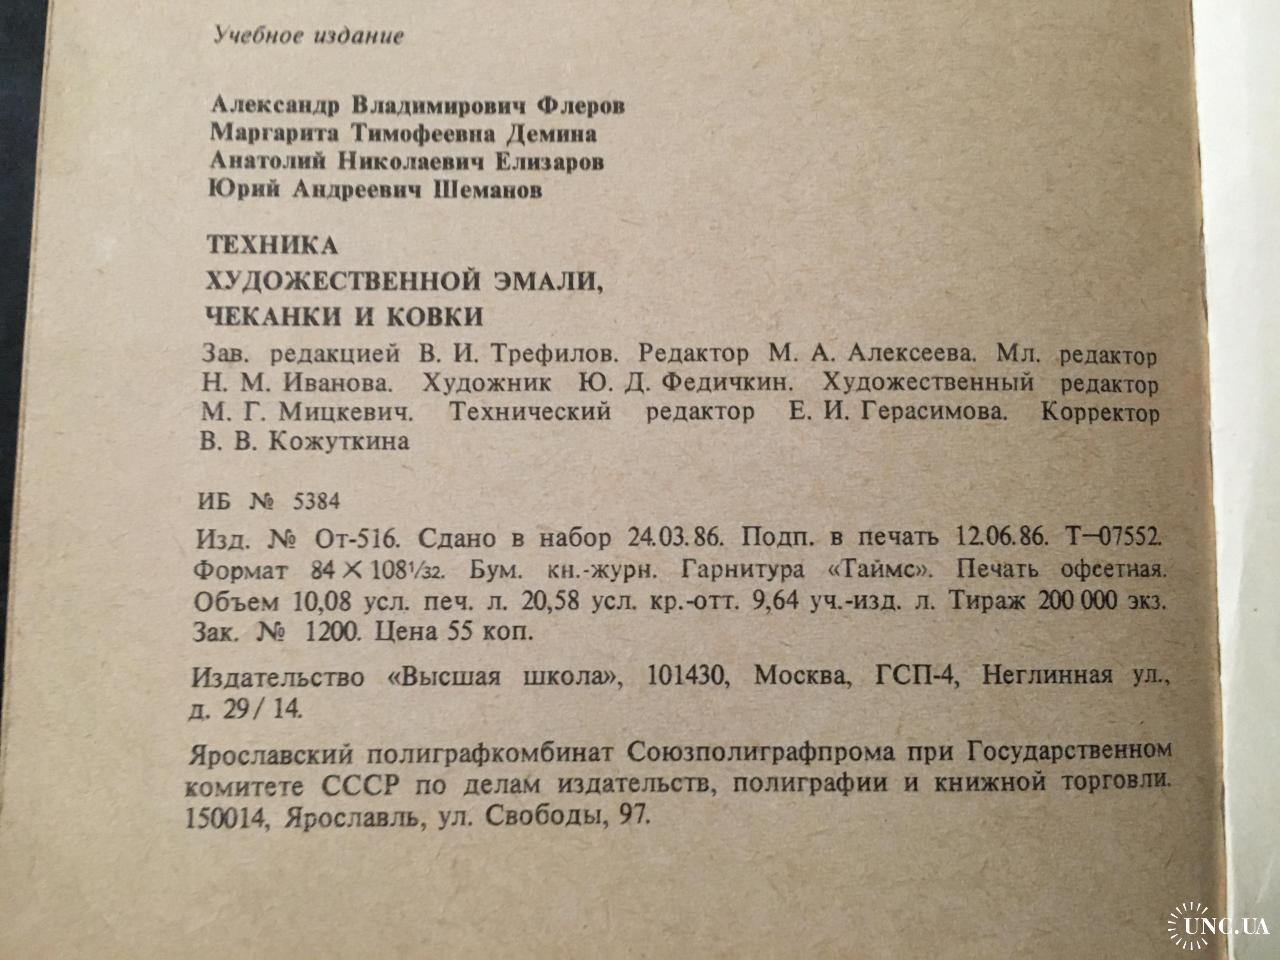 Учебное издание
Александр Владимирович Флеров
Маргарита Тимофеевна Демина
Анатолий Николаевич Елизаров
Юрий Андреевич Шеманов
ТЕХНИКА
ХУДОЖЕСТВЕННОЙ ЭМАЛИ,
ЧЕКАНКИ И КОВКИ
Зав. редакцией В. И. Трефилов. Редактор М. А. Алексеева. Мл. редактор
Н. М. Иванова. Художник Ю. Д. Федичкин. Художественный редактор
М. Г. Мицкевич. Технический редактор Е. И. Герасимова. Корректор
В. В. Кожуткина
ИБ № 5384
Изд. № От-516. Сдано в набор 24.03.86. Подп. в печать 12.06.86. Т—07552.
Формат 84 × 108 1/32. Бум. кн.-журн. Гарнитура «Таймс». Печать офсетная.
Объем 10,08 усл. печ. л. 20,58 усл. кр.-отт. 9,64 уч.-изд. л. Тираж 200 000 экз.
Зак. № 1200. Цена 55 коп.
Издательство «Высшая школа», 101430, Москва, ГСП-4, Неглинная ул.,
д. 29/14.
Ярославский полиграфкомбинат Союзполиграфпрома при Государственном
комитете СССР по делам издательств, полиграфии и книжной торговли.
150014, Ярославль, ул. Свободы, 97.
UNC.UA